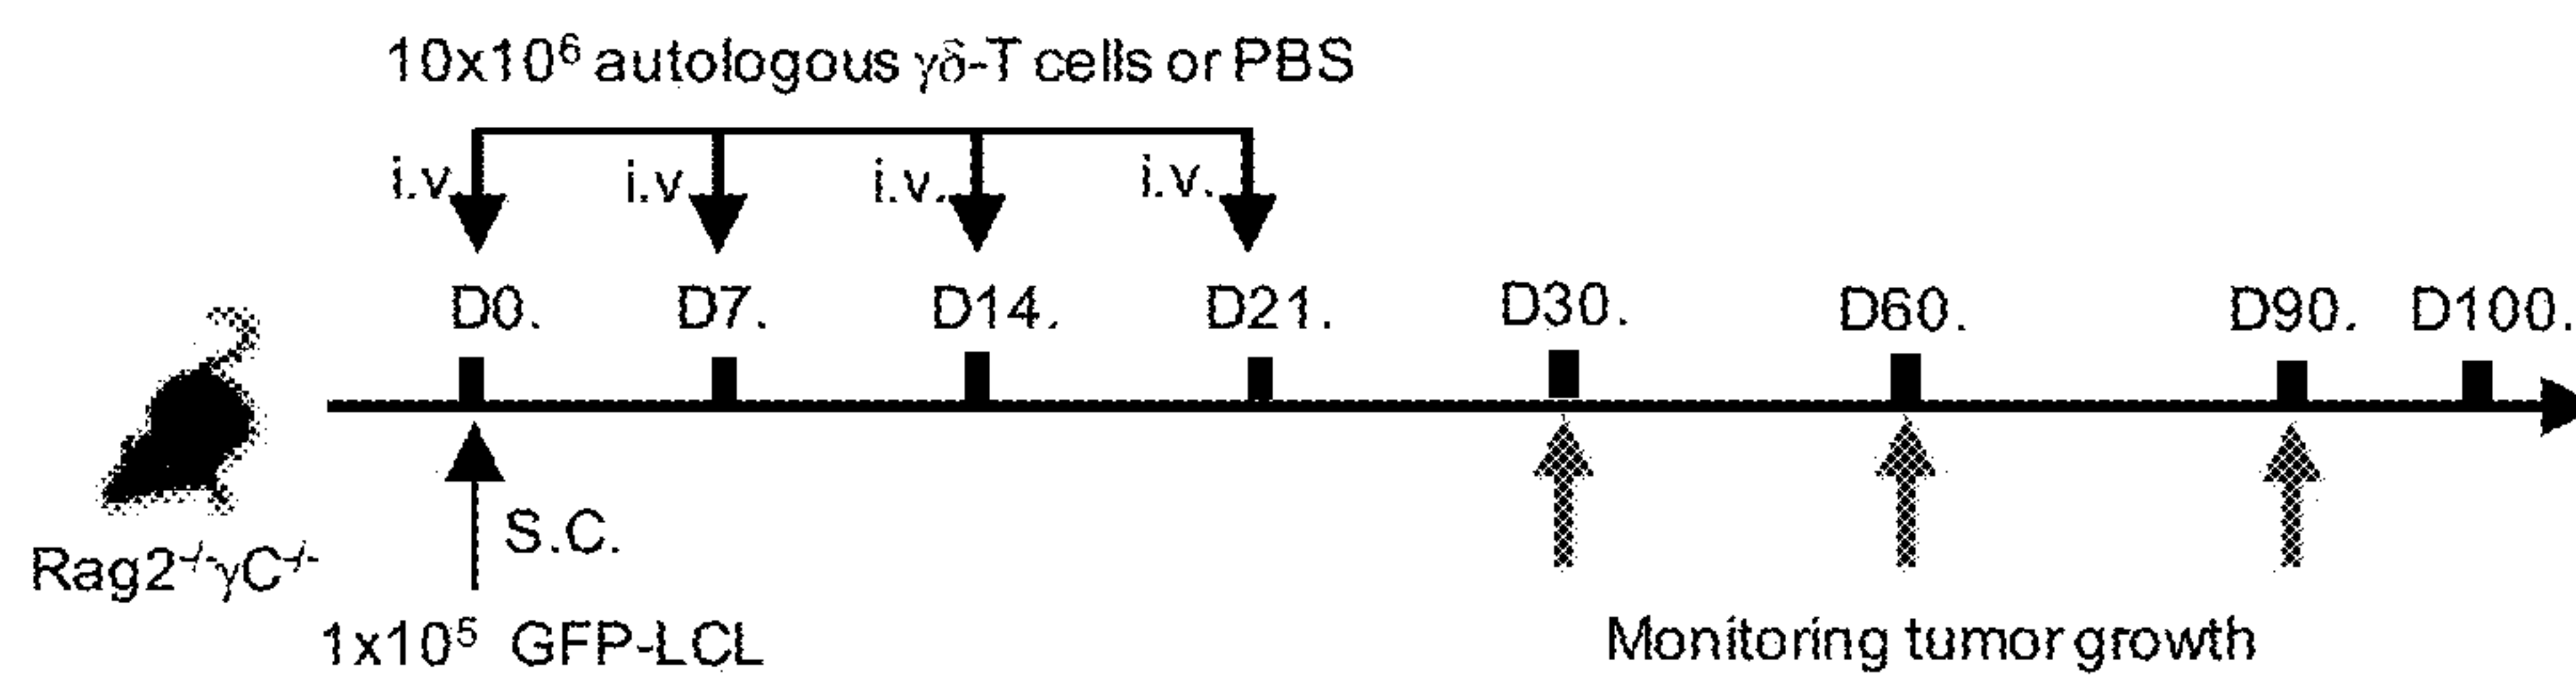 10x10⁶ autologous γδ-T cells or PBS
i.v. i.v. i.v. i.v.
D0. D7. D14. D21. D30. D60. D90. D100.
S.C.
Rag2⁻/⁻γC⁻/⁻
1x10⁵ GFP-LCL Monitoring tumor growth